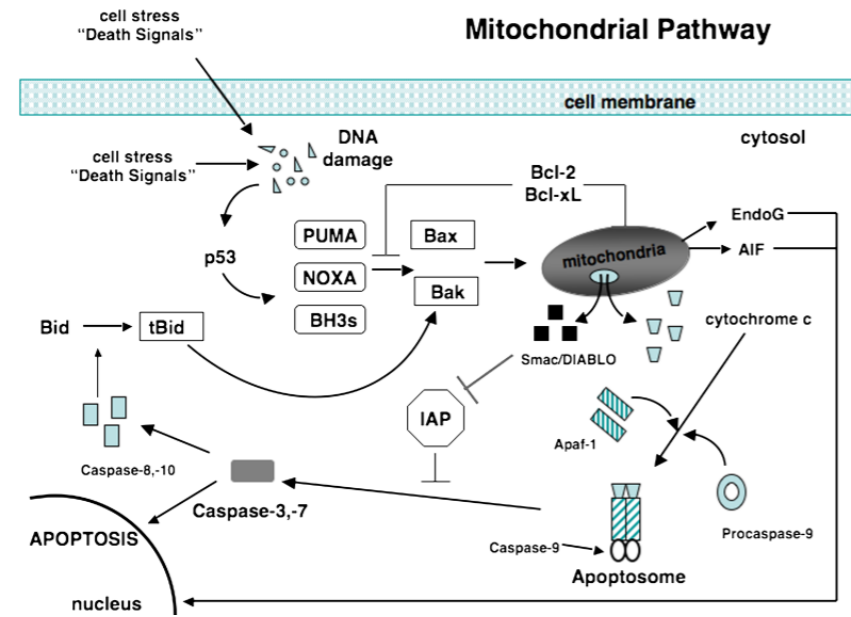 cell stress
“Death Signals”
Mitochondrial Pathway
cell membrane
cytosol
DNA
damage
cell stress
“Death Signals”
Bcl-2
Bcl-xL
EndoG
PUMA
Bax
p53
mitochondria
AIF
NOXA
Bak
BH3s
Bid
tBid
cytochrome c
Smac/DIABLO
IAP
Apaf-1
Caspase-8,-10
Caspase-3,-7
Procaspase-9
APOPTOSIS
Caspase-9
Apoptosome
nucleus